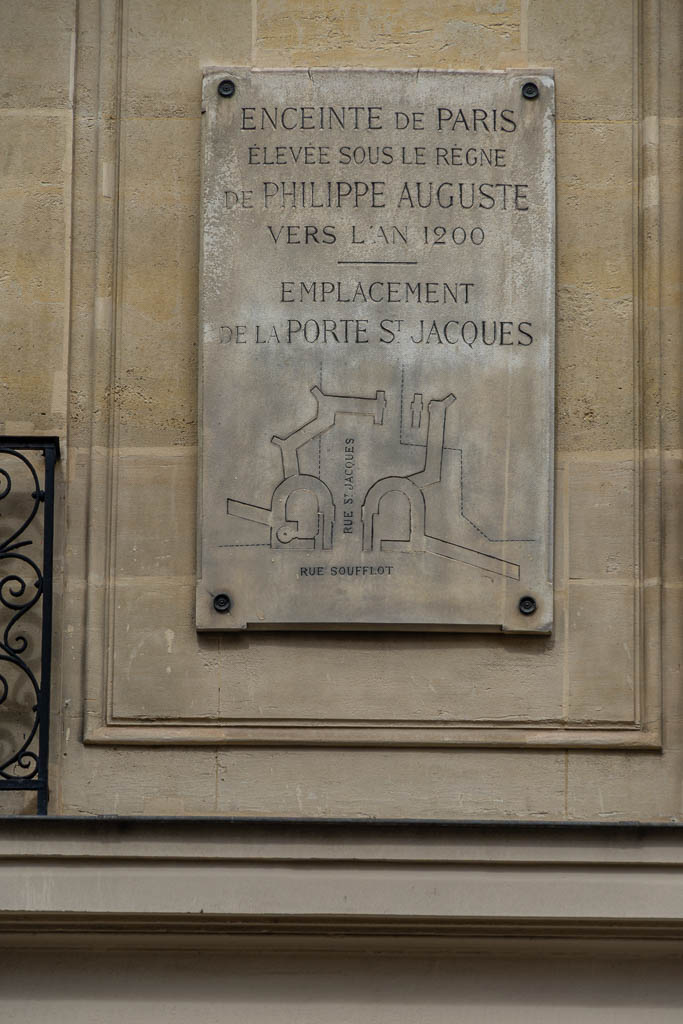 ENCEINTE DE PARIS
ÉLEVÉE SOUS LE RÈGNE
DE PHILIPPE AUGUSTE
VERS L'AN 1200
EMPLACEMENT
DE LA PORTE ST JACQUES
RUE ST JACQUES
RUE SOUFFLOT